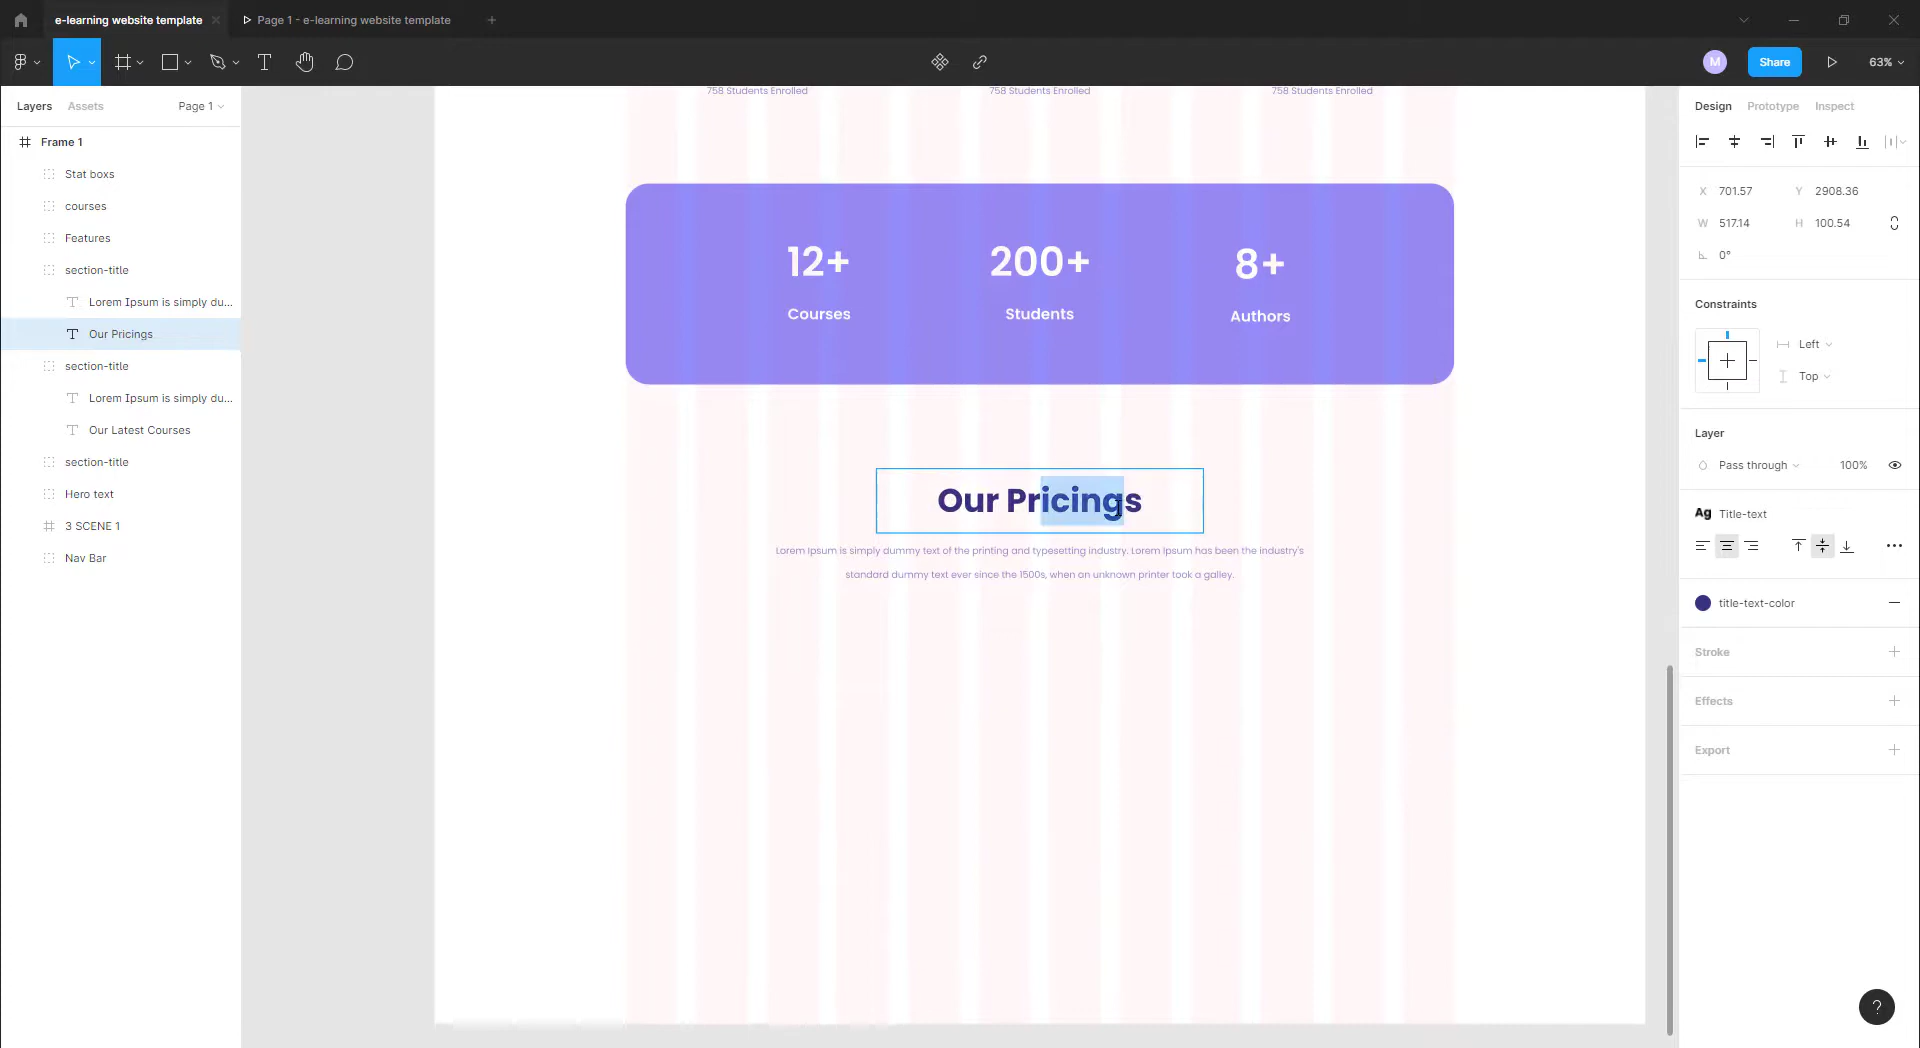 e-learning website template
Page 1 - e-learning website template
M
Share
63%
Layers
Assets
Page 1
Frame 1
Stat boxs
courses
Features
section-title
Lorem Ipsum is simply du...
Our Pricings
section-title
Lorem Ipsum is simply du...
Our Latest Courses
section-title
Hero text
3 SCENE 1
Nav Bar
758 Students Enrolled
758 Students Enrolled
758 Students Enrolled
12+
200+
8+
Courses
Students
Authors
Our Pricings
Lorem Ipsum is simply dummy text of the printing and typesetting industry. Lorem Ipsum has been the industry's
standard dummy text ever since the 1500s, when an unknown printer took a galley.
Design
Prototype
Inspect
X 701.57 Y 2908.36
W 517.14 H 100.54
0°
Constraints
Left
Top
Layer
Pass through 100%
Ag Title-text
title-text-color
Stroke
Effects
Export
?